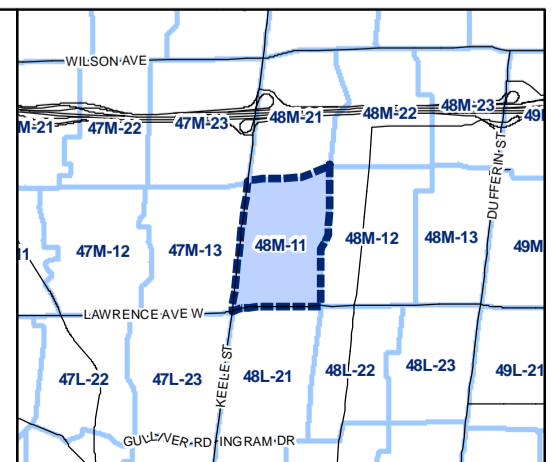 WILSON AVE
M-21 47M-22 47M-23 48M-21 48M-22 48M-23 49M
DUFFERIN ST
47M-12 47M-13 48M-11 48M-12 48M-13 49M
LAWRENCE AVE W
KEELE ST
47L-22 47L-23 48L-21 48L-22 48L-23 49L-21
GULLIVER RD INGRAM DR